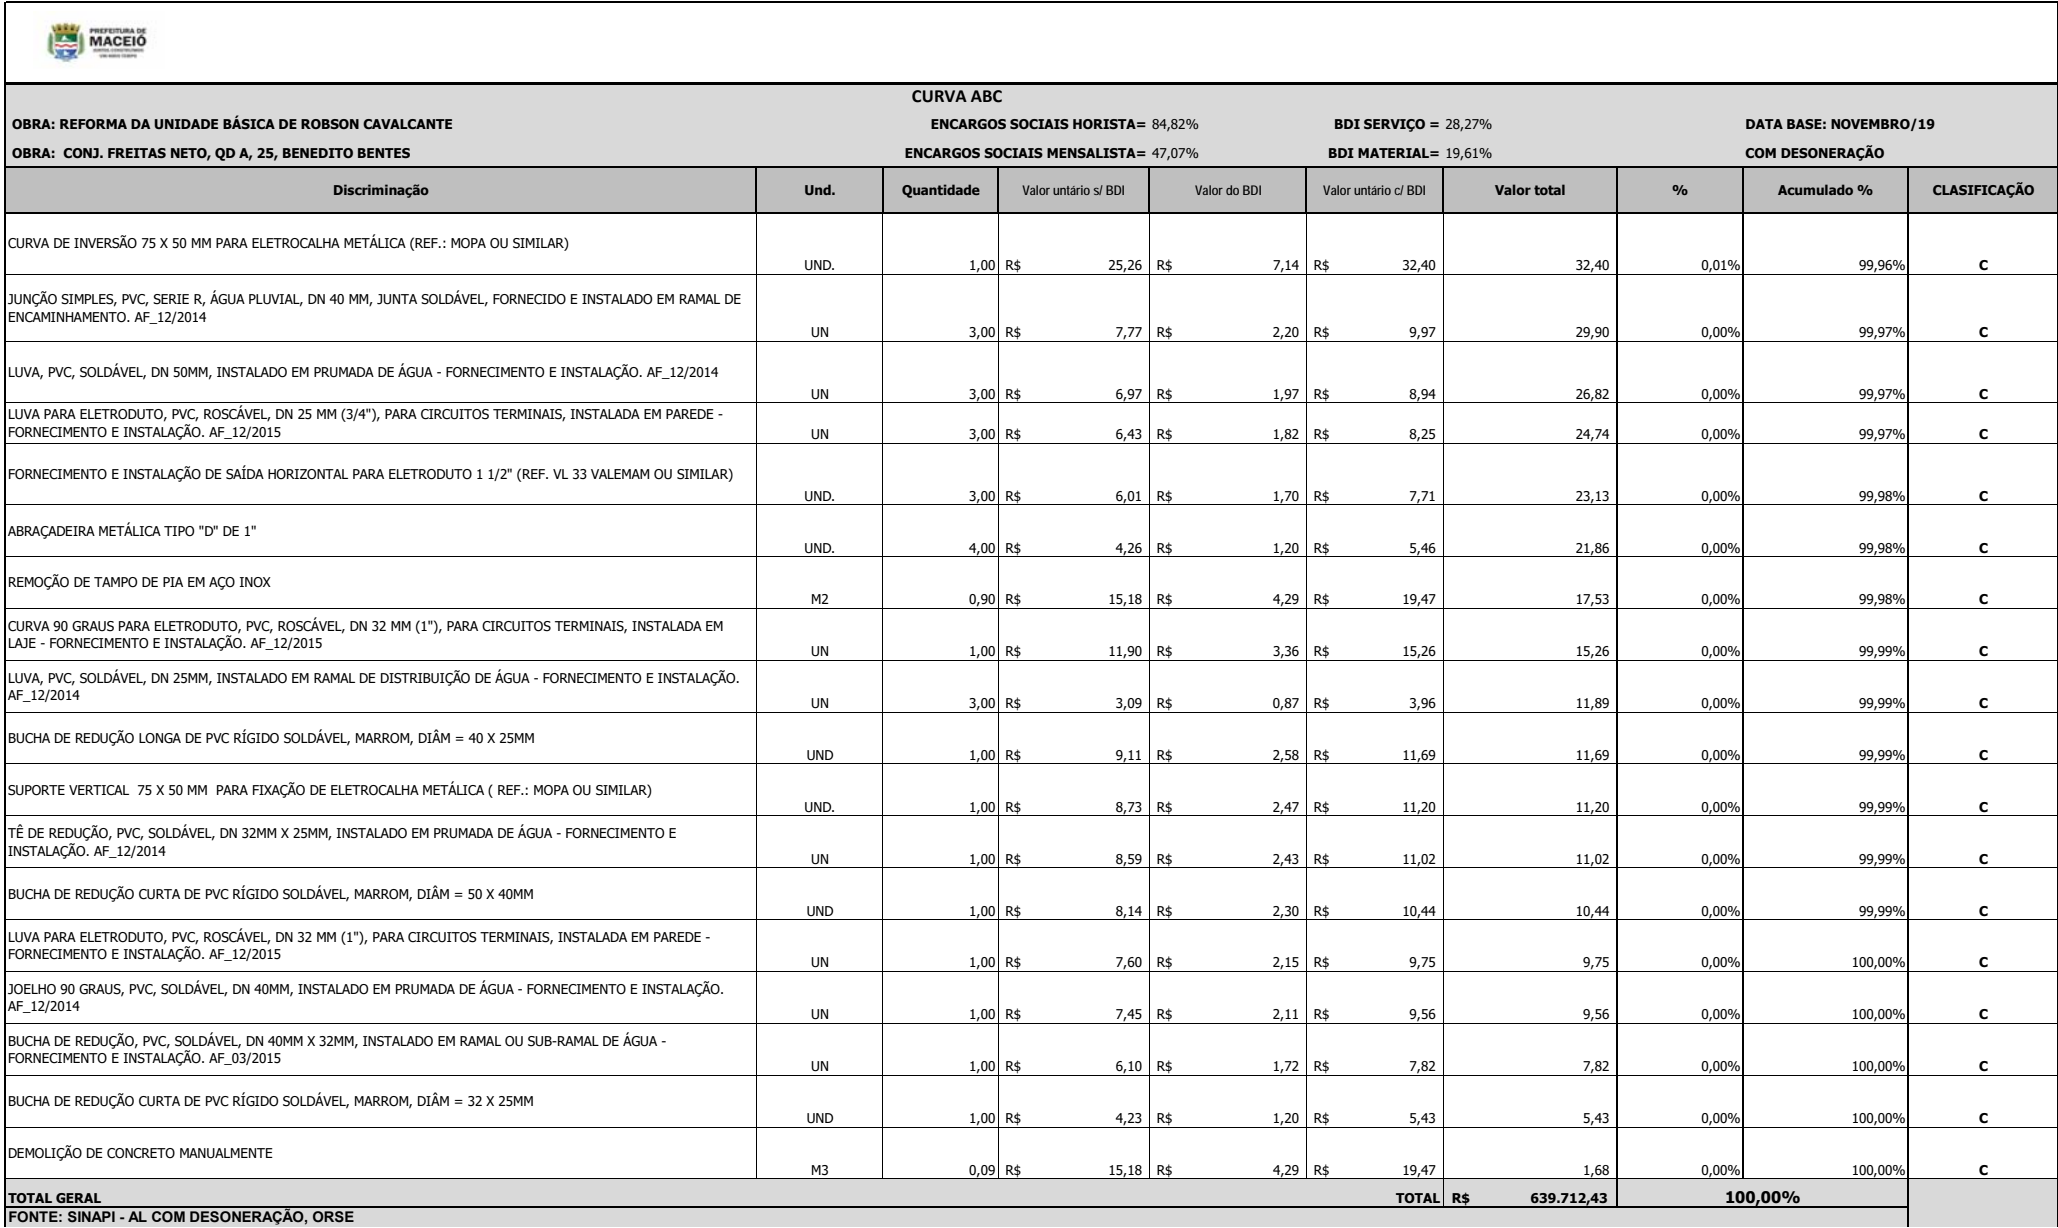 PREFEITURA DE
MACEIÓ
CURVA ABC
OBRA: REFORMA DA UNIDADE BÁSICA DE ROBSON CAVALCANTE ENCARGOS SOCIAIS HORISTA= 84,82% BDI SERVIÇO = 28,27% DATA BASE: NOVEMBRO/19
OBRA: CONJ. FREITAS NETO, QD A, 25, BENEDITO BENTES ENCARGOS SOCIAIS MENSALISTA= 47,07% BDI MATERIAL= 19,61% COM DESONERAÇÃO
Discriminação Und. Quantidade Valor untário s/ BDI Valor do BDI Valor untário c/ BDI Valor total % Acumulado % CLASIFICAÇÃO
CURVA DE INVERSÃO 75 X 50 MM PARA ELETROCALHA METÁLICA (REF.: MOPA OU SIMILAR)
UND. 1,00 R$ 25,26 R$ 7,14 R$ 32,40 32,40 0,01% 99,96% C
JUNÇÃO SIMPLES, PVC, SERIE R, ÁGUA PLUVIAL, DN 40 MM, JUNTA SOLDÁVEL, FORNECIDO E INSTALADO EM RAMAL DE
ENCAMINHAMENTO. AF_12/2014
UN 3,00 R$ 7,77 R$ 2,20 R$ 9,97 29,90 0,00% 99,97% C
LUVA, PVC, SOLDÁVEL, DN 50MM, INSTALADO EM PRUMADA DE ÁGUA - FORNECIMENTO E INSTALAÇÃO. AF_12/2014
UN 3,00 R$ 6,97 R$ 1,97 R$ 8,94 26,82 0,00% 99,97% C
LUVA PARA ELETRODUTO, PVC, ROSCÁVEL, DN 25 MM (3/4"), PARA CIRCUITOS TERMINAIS, INSTALADA EM PAREDE -
FORNECIMENTO E INSTALAÇÃO. AF_12/2015
UN 3,00 R$ 6,43 R$ 1,82 R$ 8,25 24,74 0,00% 99,97% C
FORNECIMENTO E INSTALAÇÃO DE SAÍDA HORIZONTAL PARA ELETRODUTO 1 1/2" (REF. VL 33 VALEMAM OU SIMILAR)
UND. 3,00 R$ 6,01 R$ 1,70 R$ 7,71 23,13 0,00% 99,98% C
ABRAÇADEIRA METÁLICA TIPO "D" DE 1"
UND. 4,00 R$ 4,26 R$ 1,20 R$ 5,46 21,86 0,00% 99,98% C
REMOÇÃO DE TAMPO DE PIA EM AÇO INOX
M2 0,90 R$ 15,18 R$ 4,29 R$ 19,47 17,53 0,00% 99,98% C
CURVA 90 GRAUS PARA ELETRODUTO, PVC, ROSCÁVEL, DN 32 MM (1"), PARA CIRCUITOS TERMINAIS, INSTALADA EM
LAJE - FORNECIMENTO E INSTALAÇÃO. AF_12/2015
UN 1,00 R$ 11,90 R$ 3,36 R$ 15,26 15,26 0,00% 99,99% C
LUVA, PVC, SOLDÁVEL, DN 25MM, INSTALADO EM RAMAL DE DISTRIBUIÇÃO DE ÁGUA - FORNECIMENTO E INSTALAÇÃO.
AF_12/2014
UN 3,00 R$ 3,09 R$ 0,87 R$ 3,96 11,89 0,00% 99,99% C
BUCHA DE REDUÇÃO LONGA DE PVC RÍGIDO SOLDÁVEL, MARROM, DIÂM = 40 X 25MM
UND 1,00 R$ 9,11 R$ 2,58 R$ 11,69 11,69 0,00% 99,99% C
SUPORTE VERTICAL 75 X 50 MM PARA FIXAÇÃO DE ELETROCALHA METÁLICA ( REF.: MOPA OU SIMILAR)
UND. 1,00 R$ 8,73 R$ 2,47 R$ 11,20 11,20 0,00% 99,99% C
TÊ DE REDUÇÃO, PVC, SOLDÁVEL, DN 32MM X 25MM, INSTALADO EM PRUMADA DE ÁGUA - FORNECIMENTO E
INSTALAÇÃO. AF_12/2014
UN 1,00 R$ 8,59 R$ 2,43 R$ 11,02 11,02 0,00% 99,99% C
BUCHA DE REDUÇÃO CURTA DE PVC RÍGIDO SOLDÁVEL, MARROM, DIÂM = 50 X 40MM
UND 1,00 R$ 8,14 R$ 2,30 R$ 10,44 10,44 0,00% 99,99% C
LUVA PARA ELETRODUTO, PVC, ROSCÁVEL, DN 32 MM (1"), PARA CIRCUITOS TERMINAIS, INSTALADA EM PAREDE -
FORNECIMENTO E INSTALAÇÃO. AF_12/2015
UN 1,00 R$ 7,60 R$ 2,15 R$ 9,75 9,75 0,00% 100,00% C
JOELHO 90 GRAUS, PVC, SOLDÁVEL, DN 40MM, INSTALADO EM PRUMADA DE ÁGUA - FORNECIMENTO E INSTALAÇÃO.
AF_12/2014
UN 1,00 R$ 7,45 R$ 2,11 R$ 9,56 9,56 0,00% 100,00% C
BUCHA DE REDUÇÃO, PVC, SOLDÁVEL, DN 40MM X 32MM, INSTALADO EM RAMAL OU SUB-RAMAL DE ÁGUA -
FORNECIMENTO E INSTALAÇÃO. AF_03/2015
UN 1,00 R$ 6,10 R$ 1,72 R$ 7,82 7,82 0,00% 100,00% C
BUCHA DE REDUÇÃO CURTA DE PVC RÍGIDO SOLDÁVEL, MARROM, DIÂM = 32 X 25MM
UND 1,00 R$ 4,23 R$ 1,20 R$ 5,43 5,43 0,00% 100,00% C
DEMOLIÇÃO DE CONCRETO MANUALMENTE
M3 0,09 R$ 15,18 R$ 4,29 R$ 19,47 1,68 0,00% 100,00% C
TOTAL GERAL TOTAL R$ 639.712,43 100,00%
FONTE: SINAPI - AL COM DESONERAÇÃO, ORSE